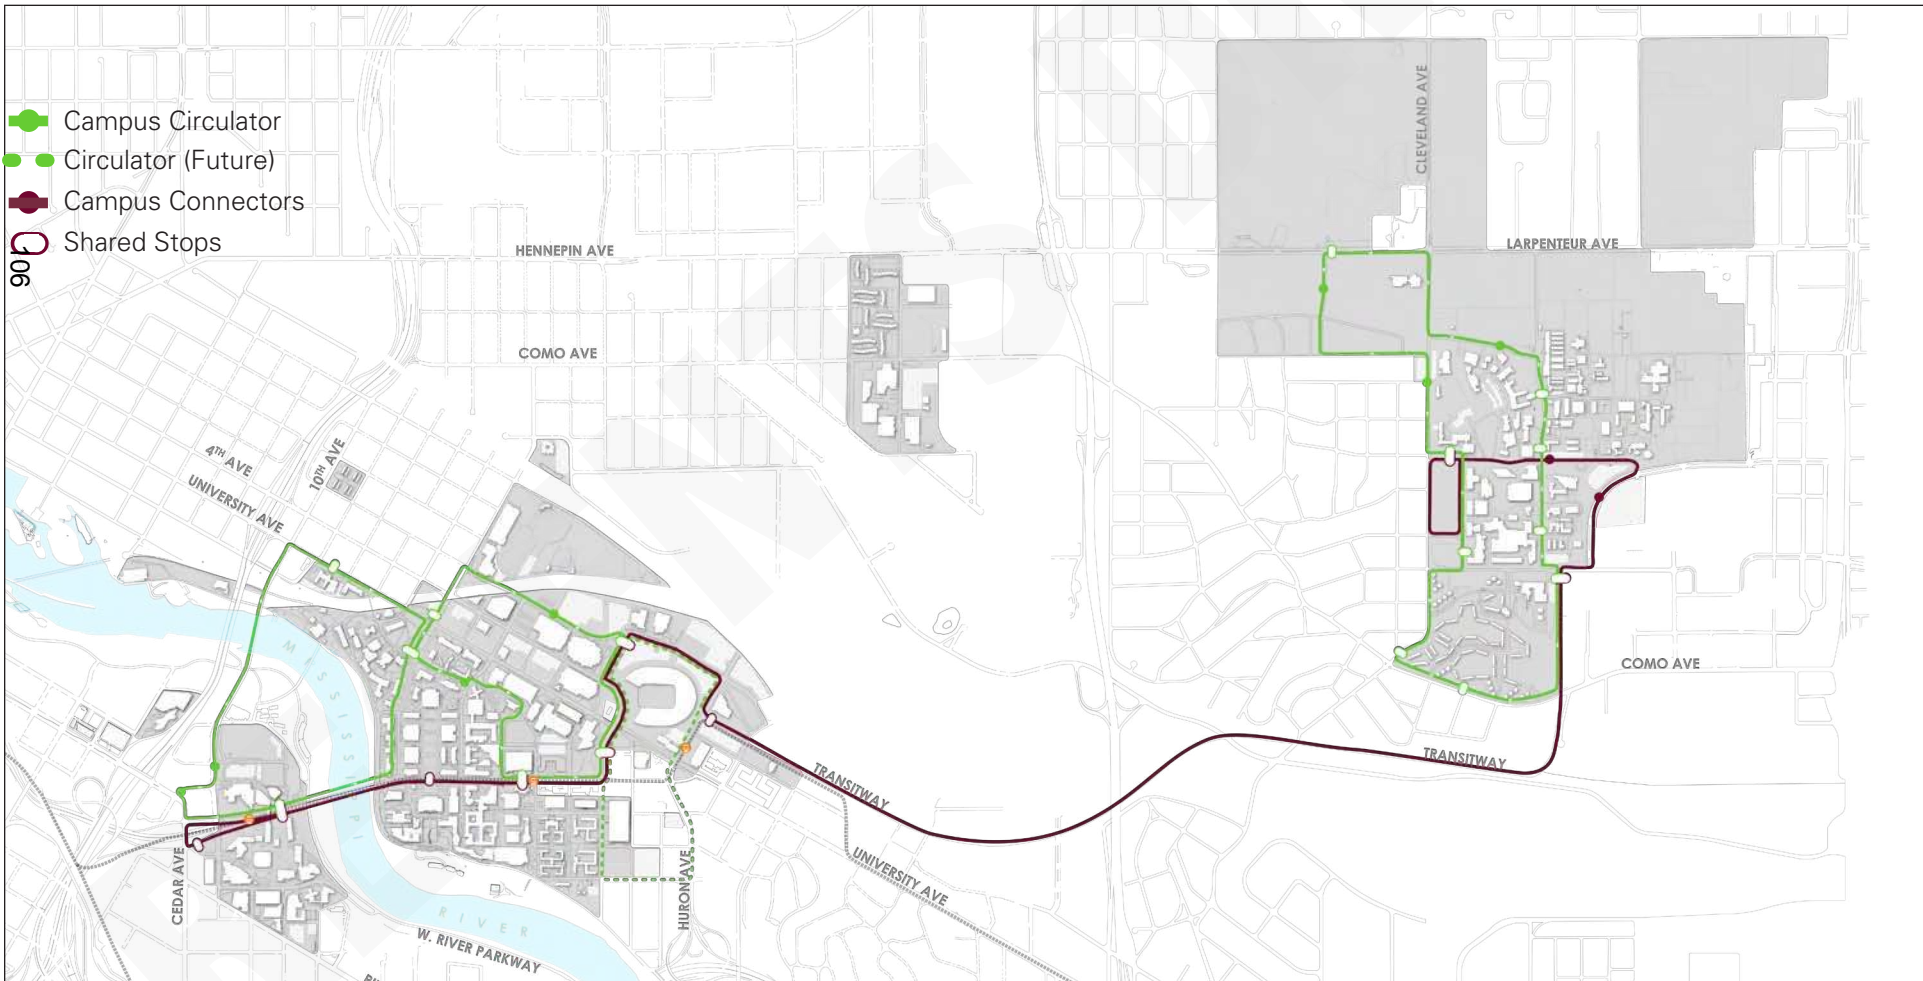 Campus Circulator
Circulator (Future)
Campus Connectors
Shared Stops
106
CLEVELAND AVE
LARPENTEUR AVE
HENNEPIN AVE
COMO AVE
4TH AVE
10TH AVE
UNIVERSITY AVE
MISSISSIPPI
RIVER
W. RIVER PARKWAY
CEDAR AVE
HURON AVE
TRANSITWAY
UNIVERSITY AVE
TRANSITWAY
COMO AVE